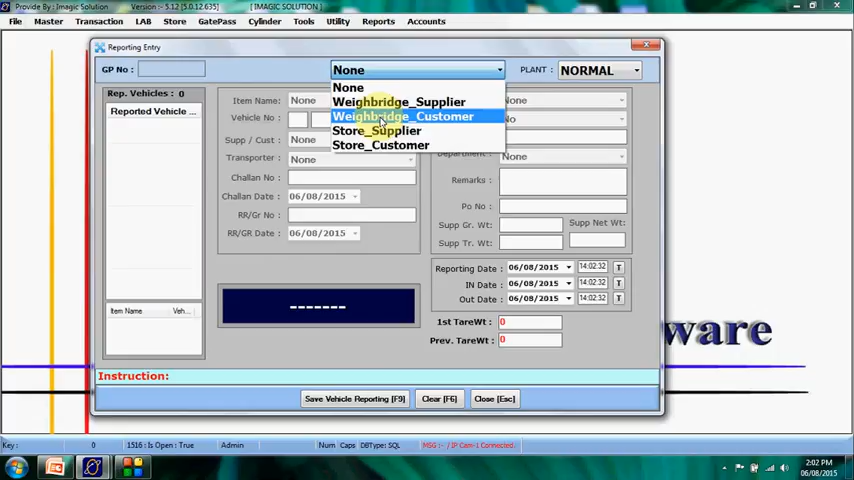 Provide By : Imagic Solution Version :- 5.12 [5.0.12.635] [ IMAGIC SOLUTION ]
File Master Transaction LAB Store GatePass Cylinder Tools Utility Reports Accounts
Reporting Entry
GP No : None PLANT : NORMAL
None
Weighbridge_Supplier
Weighbridge_Customer
Store_Supplier
Store_Customer
Rep. Vehicles : 0
Reported Vehicle ...
Item Name: None
Vehicle No :
Supp / Cust : None
Transporter : None
Challan No :
Challan Date : 06/08/2015
RR/Gr No :
RR/GR Date : 06/08/2015
None
No
Department : None
Remarks :
Po No :
Supp Gr. Wt: Supp Net Wt:
Supp Tr. Wt:
Reporting Date : 06/08/2015 14:02:32 T
IN Date : 06/08/2015 14:02:32 T
Out Date : 06/08/2015 14:02:32 T
Item Name Veh...
-------
1st TareWt : 0
Prev. TareWt : 0
ware
Instruction:
Save Vehicle Reporting [F9] Clear [F6] Close [Esc]
Key : 0 1516 : Is Open : True Admin Num Caps DBType: SQL MSG :- / IP Cam-1 Connected.
2:02 PM
06/08/2015